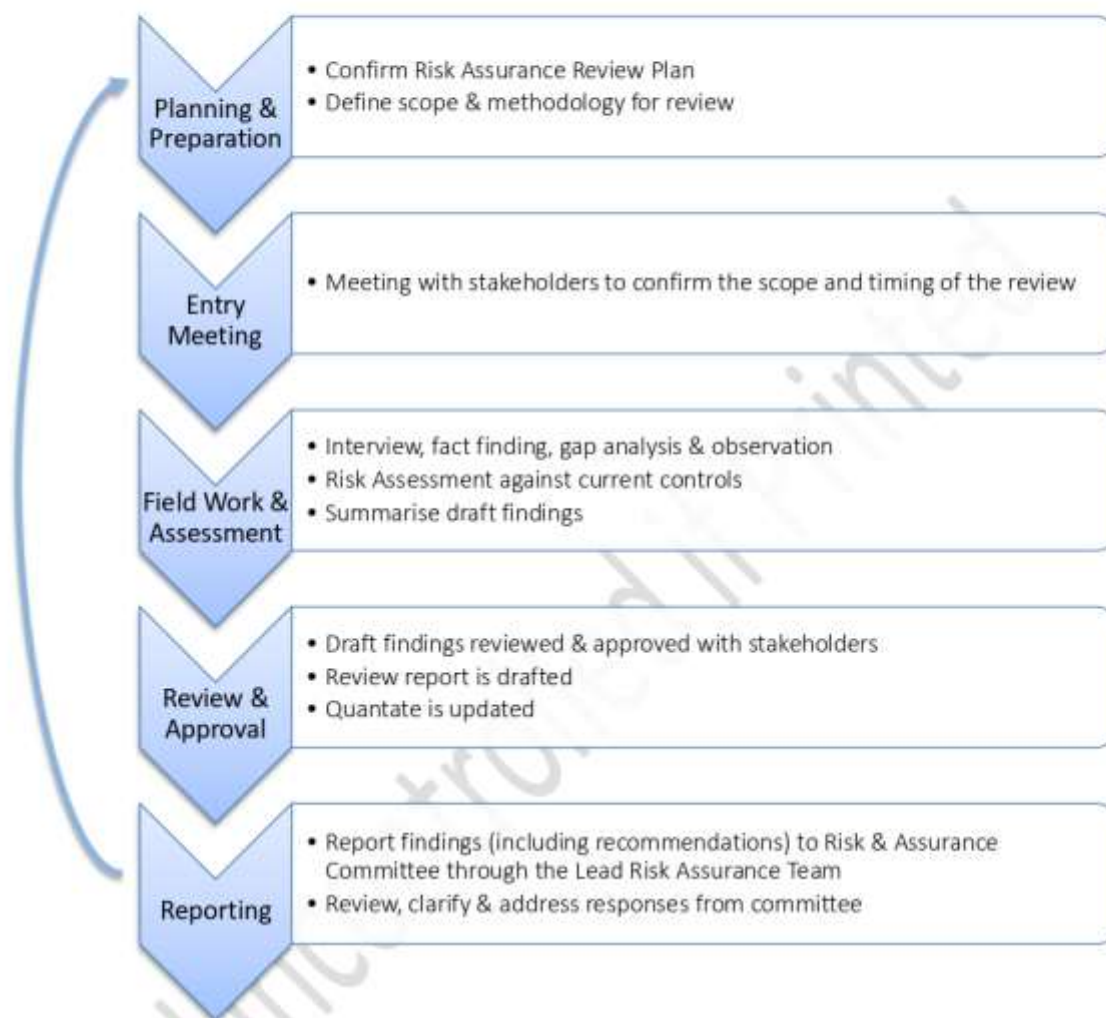 Planning &
Preparation
• Confirm Risk Assurance Review Plan
• Define scope & methodology for review
Entry
Meeting
• Meeting with stakeholders to confirm the scope and timing of the review
Field Work &
Assessment
• Interview, fact finding, gap analysis & observation
• Risk Assessment against current controls
• Summarise draft findings
Review &
Approval
• Draft findings reviewed & approved with stakeholders
• Review report is drafted
• Quantate is updated
Reporting
• Report findings (including recommendations) to Risk & Assurance
Committee through the Lead Risk Assurance Team
• Review, clarify & address responses from committee
Uncontrolled if Printed